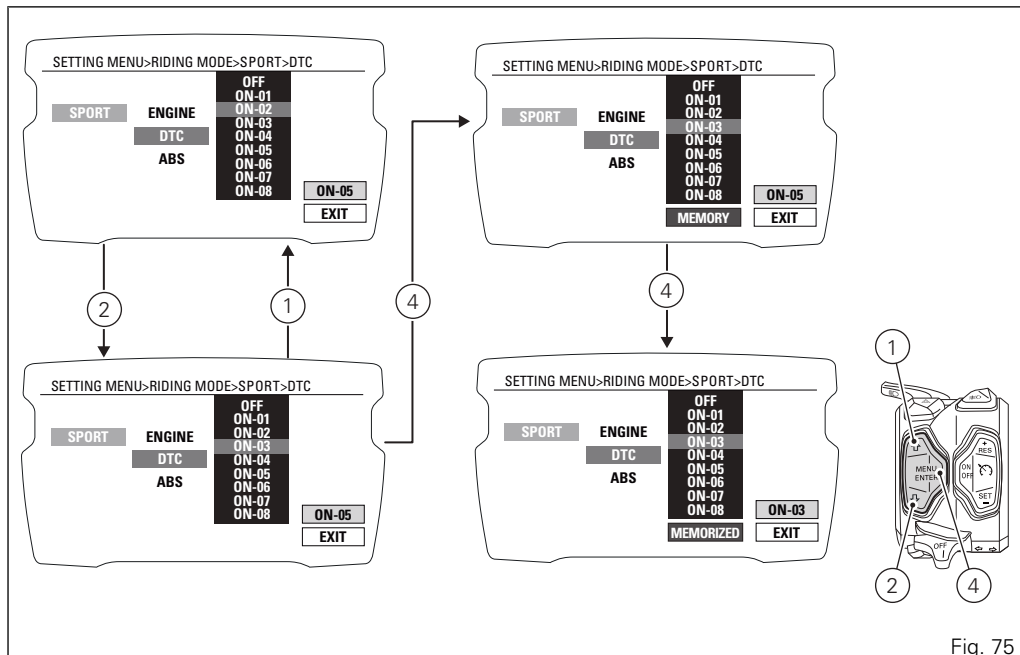 SETTING MENU>RIDING MODE>SPORT>DTC
SPORT
ENGINE
DTC
ABS
OFF
ON-01
ON-02
ON-03
ON-04
ON-05
ON-06
ON-07
ON-08
ON-05
EXIT
SETTING MENU>RIDING MODE>SPORT>DTC
SPORT
ENGINE
DTC
ABS
OFF
ON-01
ON-02
ON-03
ON-04
ON-05
ON-06
ON-07
ON-08
MEMORY
ON-05
EXIT
2
1
4
4
SETTING MENU>RIDING MODE>SPORT>DTC
SPORT
ENGINE
DTC
ABS
OFF
ON-01
ON-02
ON-03
ON-04
ON-05
ON-06
ON-07
ON-08
ON-05
EXIT
SETTING MENU>RIDING MODE>SPORT>DTC
SPORT
ENGINE
DTC
ABS
OFF
ON-01
ON-02
ON-03
ON-04
ON-05
ON-06
ON-07
ON-08
MEMORIZED
ON-03
EXIT
1
MENU
ENTER
+
RES
ON
OFF
SET
–
OFF
2
4
Fig. 75